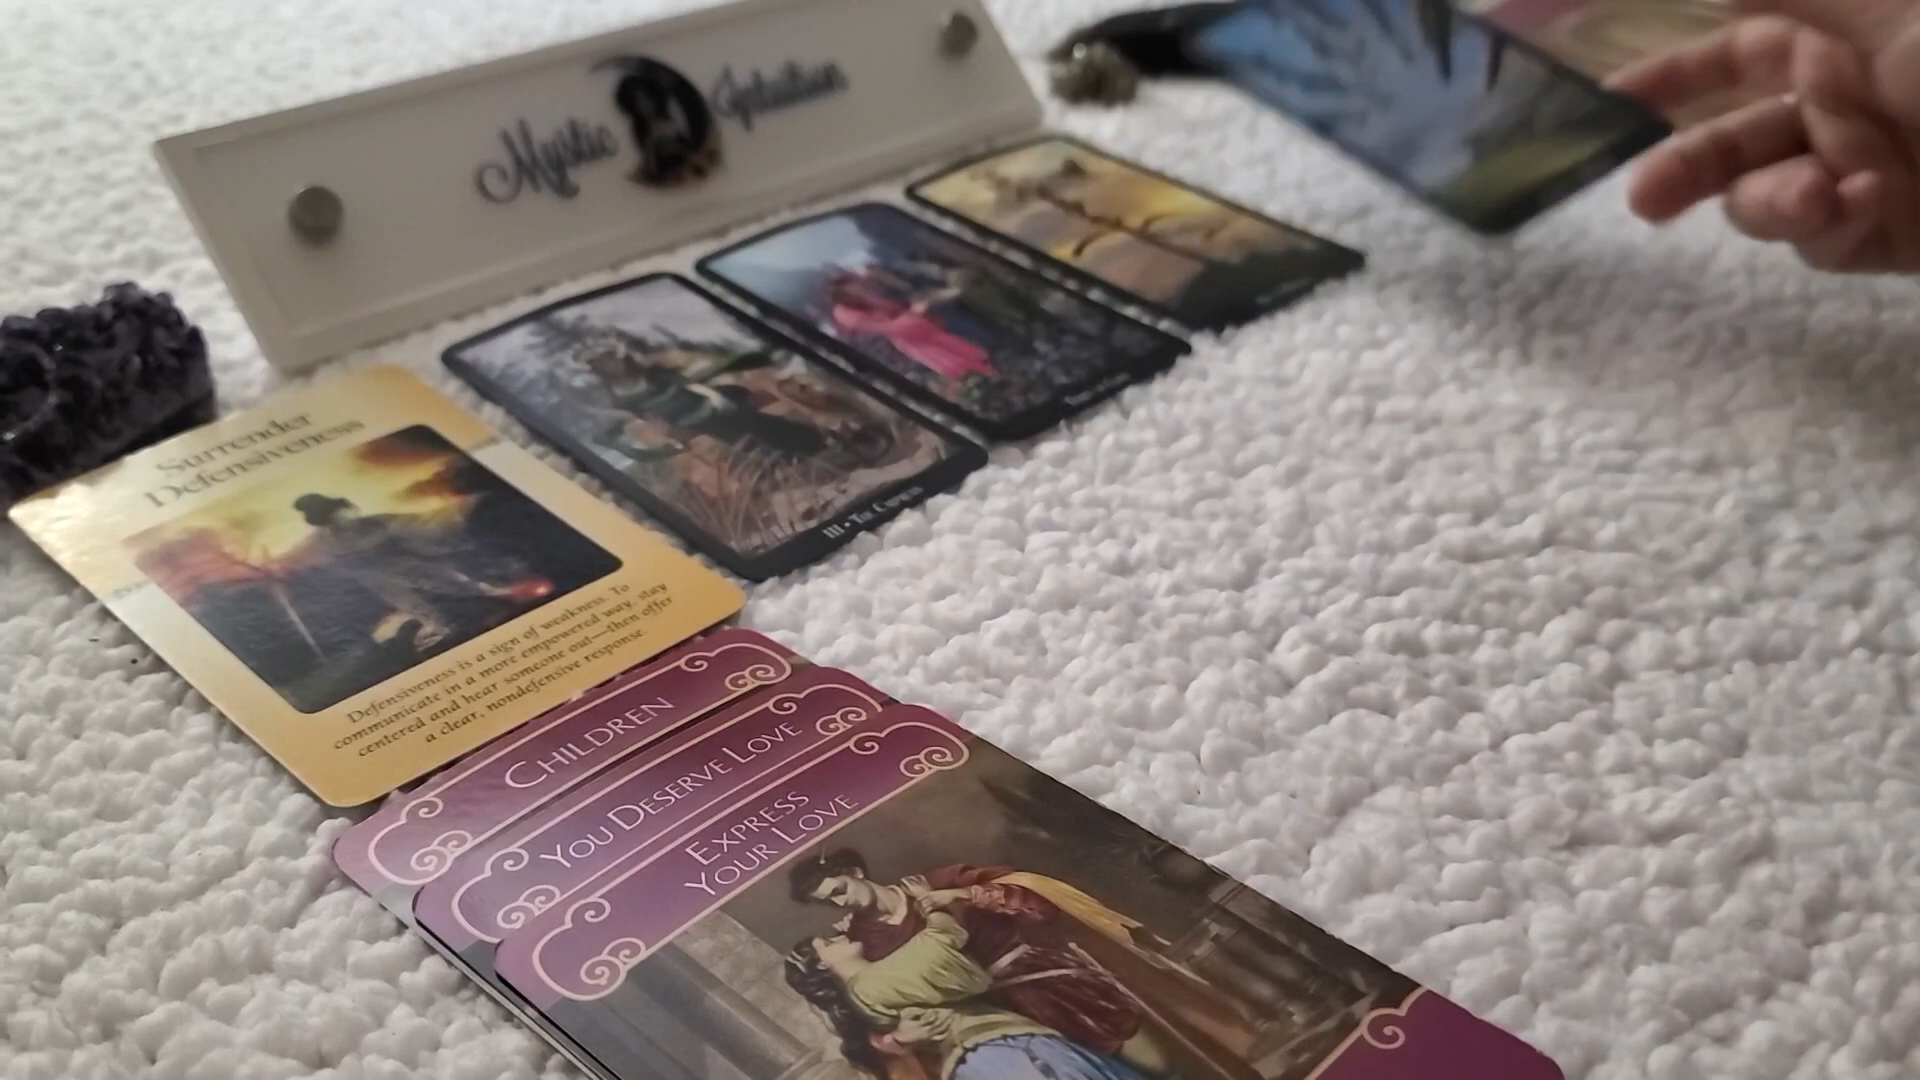 Mystic Intuition
Surrender
Defensiveness
Defensiveness is a sign of weakness. To
communicate in a more empowered way, stay
centered and hear someone out—then offer
a clear, nondefensive response.
III • The Empress
CHILDREN
YOU DESERVE LOVE
EXPRESS
YOUR LOVE